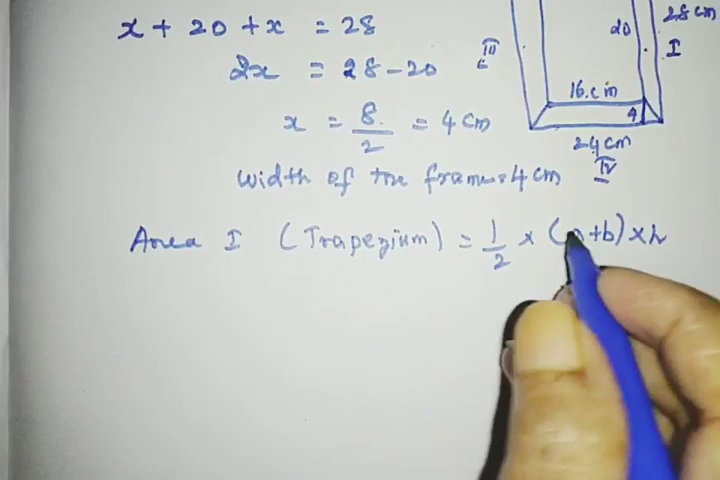 x + 20 + x = 28
2x = 28 - 20
x = 8/2 = 4 cm
width of the frame = 4 cm
Area I (Trapezium) = 1/2 × (a+b) × h
28 cm
20
I
III
16 cm
4
24 cm
IV